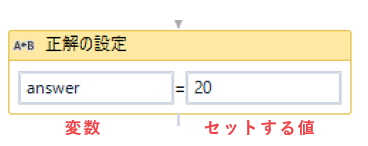 A←B 正解の設定
answer = 20
変数 セットする値